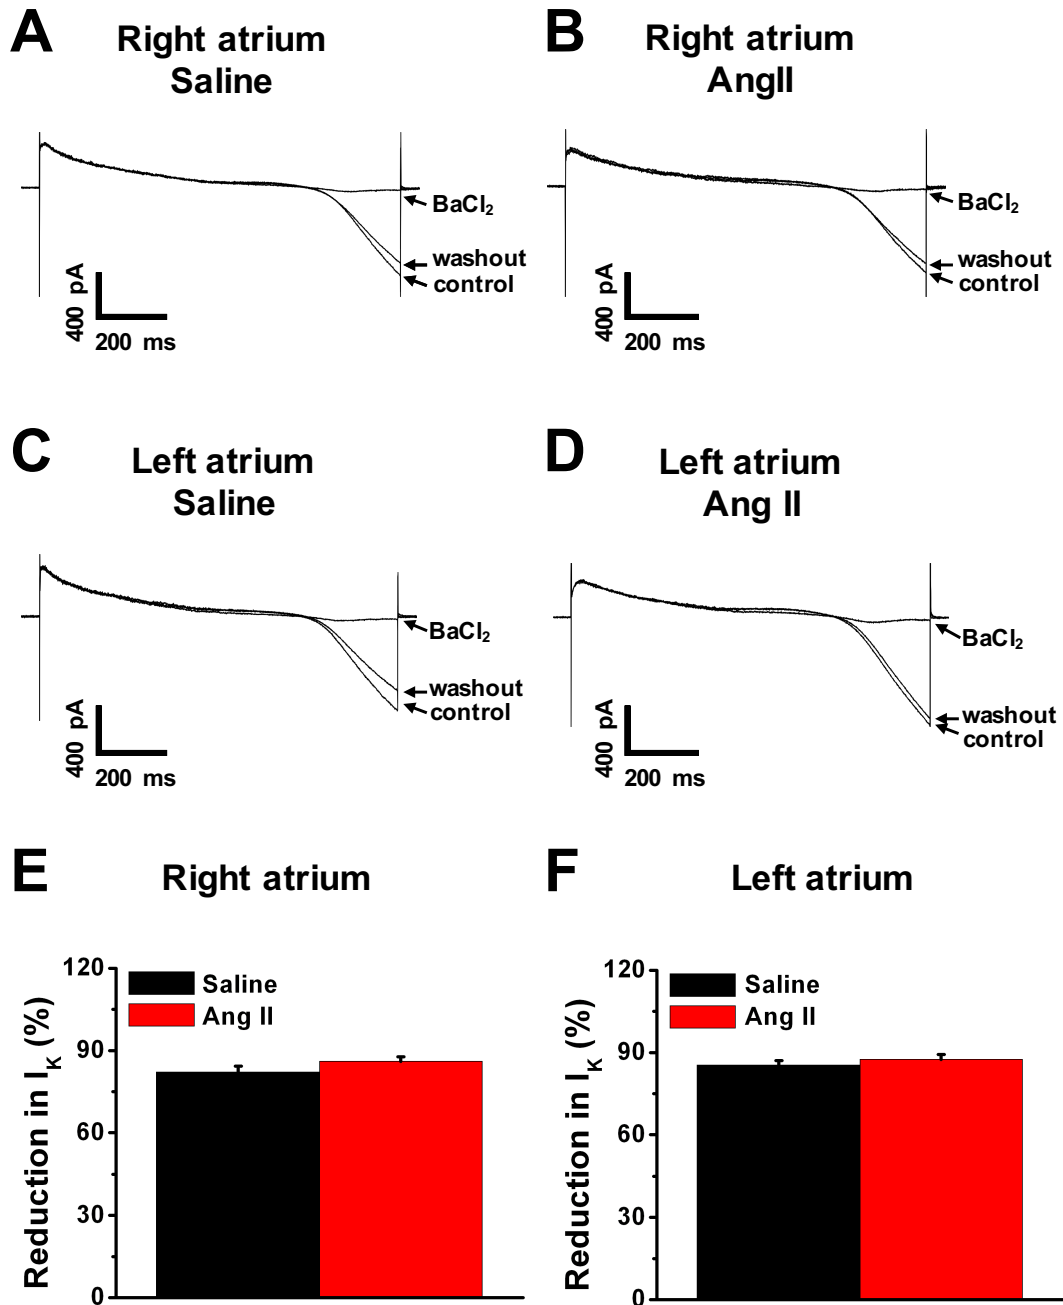 A
Right atrium
Saline
BaCl₂
washout
control
400 pA
200 ms
B
Right atrium
AngII
BaCl₂
washout
control
400 pA
200 ms
C
Left atrium
Saline
BaCl₂
washout
control
400 pA
200 ms
D
Left atrium
Ang II
BaCl₂
washout
control
400 pA
200 ms
E
Right atrium
Reduction in I_K (%)
120
90
60
30
0
Saline
Ang II
F
Left atrium
Reduction in I_K (%)
120
90
60
30
0
Saline
Ang II